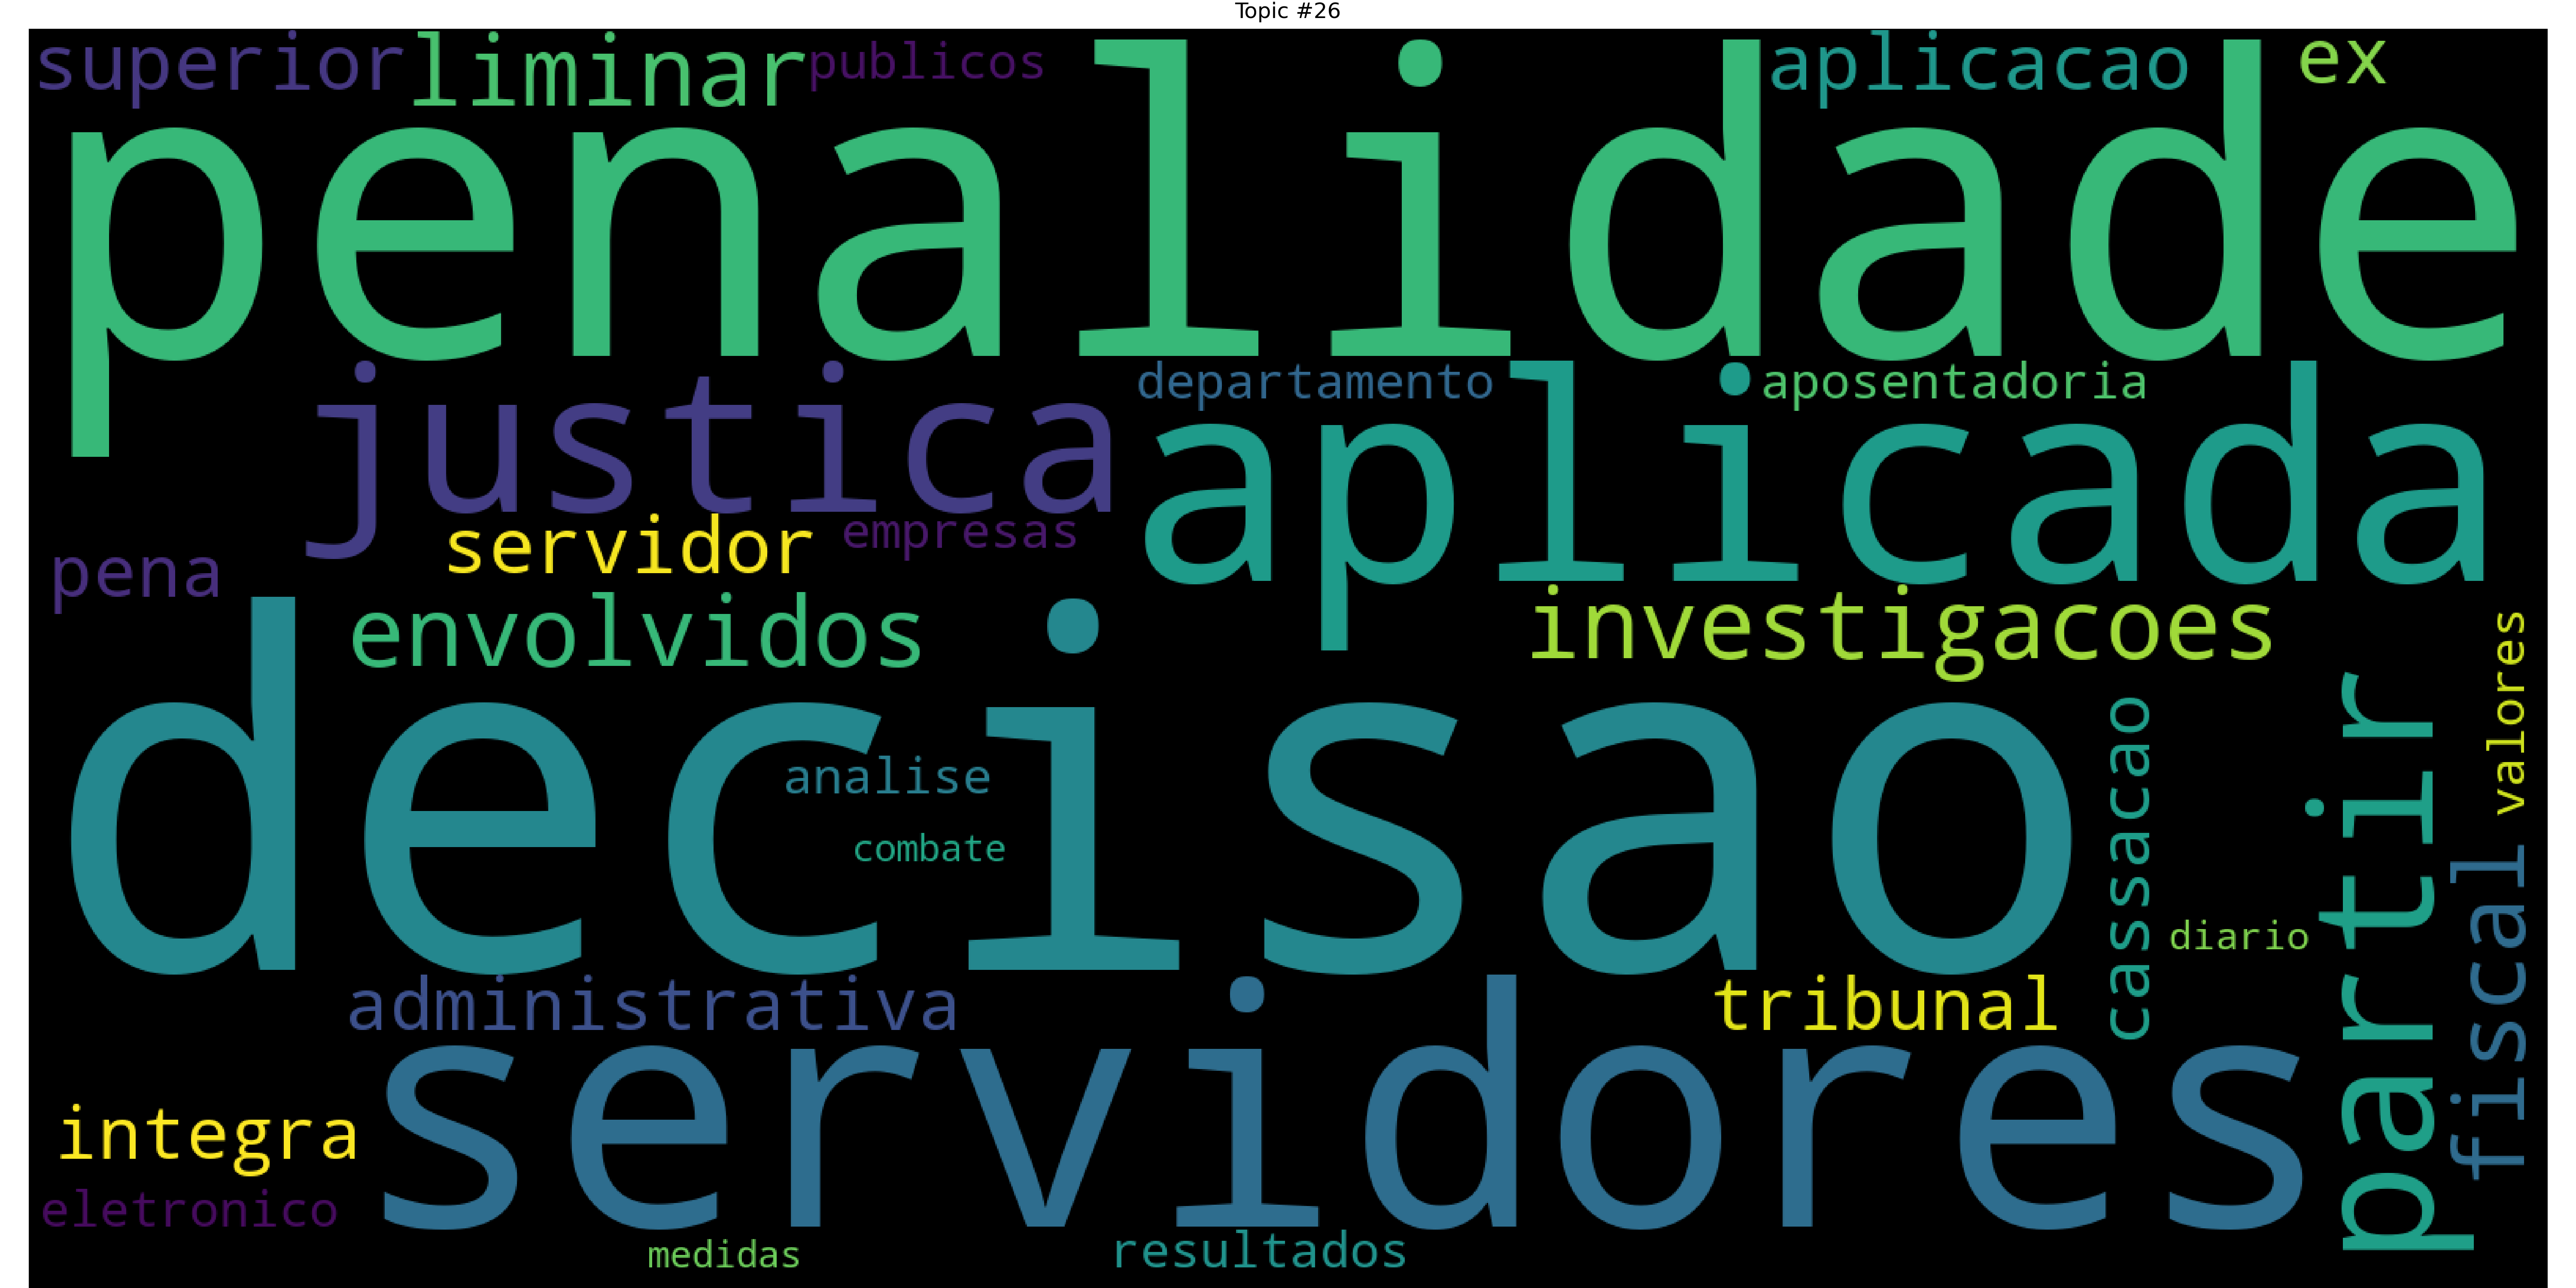 Topic #26
superior liminar publicos aplicacao ex
penalidade
justica departamento aposentadoria
aplicada
servidor empresas
pena
envolvidos investigacoes
valores
decisao
partir
cassacao
analise
combate
fiscal
diario
administrativa tribunal
servidores
integra
eletronico
medidas resultados